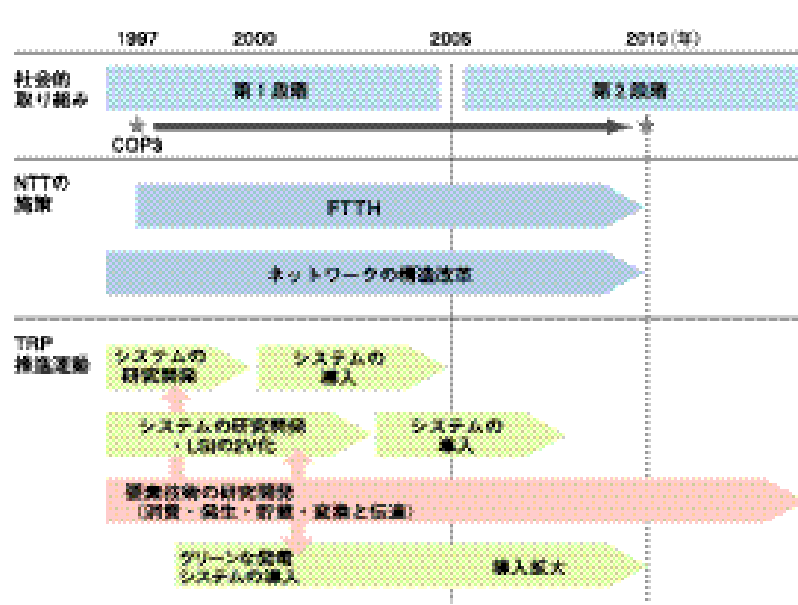 1997 2000 2005 2010(年)
社会的
取り組み
第1段階 第2段階
COP3
NTTの
施策
FTTH
ネットワークの構造改革
TRP
推進運動
システムの
研究開発
システムの
導入
システムの研究開発
・LSIの2V化
システムの
導入
要素技術の研究開発
(消費・発生・貯蔵・変換と伝達)
グリーンな発電
システムの導入
導入拡大